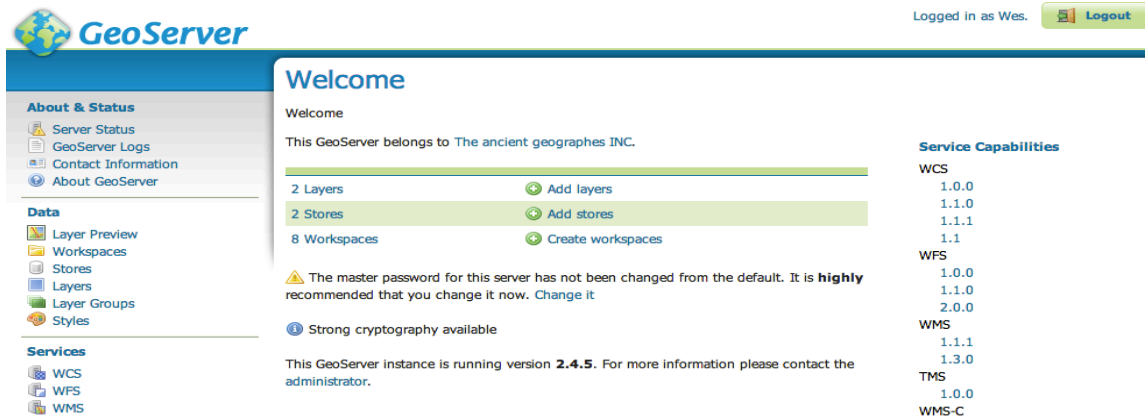 GeoServer
Logged in as Wes.
Logout
About & Status
Server Status
GeoServer Logs
Contact Information
About GeoServer
Data
Layer Preview
Workspaces
Stores
Layers
Layer Groups
Styles
Services
WCS
WFS
WMS
Welcome
Welcome
This GeoServer belongs to The ancient geographes INC.
2 Layers Add layers
2 Stores Add stores
8 Workspaces Create workspaces
The master password for this server has not been changed from the default. It is highly
recommended that you change it now. Change it
Strong cryptography available
This GeoServer instance is running version 2.4.5. For more information please contact the
administrator.
Service Capabilities
WCS
1.0.0
1.1.0
1.1.1
1.1
WFS
1.0.0
1.1.0
2.0.0
WMS
1.1.1
1.3.0
TMS
1.0.0
WMS-C